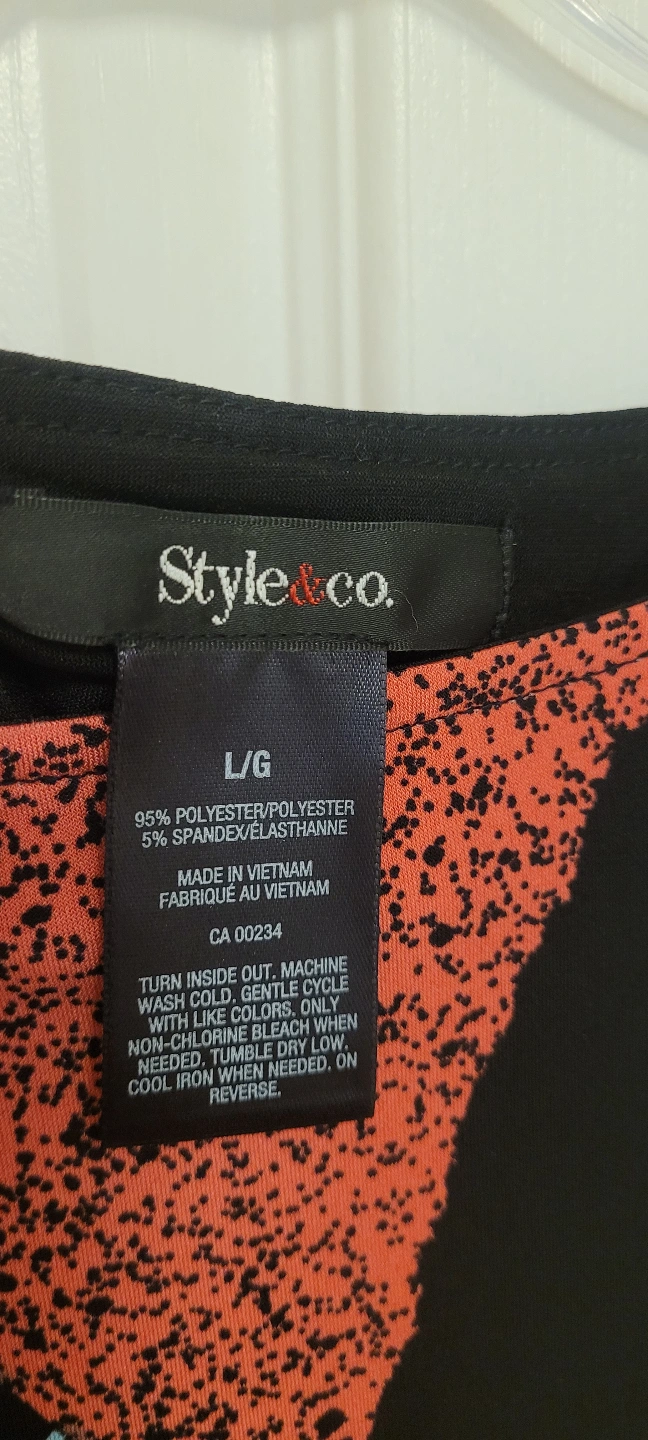 Style&co.
L/G
95% POLYESTER/POLYESTER
5% SPANDEX/ÉLASTHANNE
MADE IN VIETNAM
FABRIQUÉ AU VIETNAM
CA 00234
TURN INSIDE OUT. MACHINE
WASH COLD. GENTLE CYCLE
WITH LIKE COLORS. ONLY
NON-CHLORINE BLEACH WHEN
NEEDED. TUMBLE DRY LOW.
COOL IRON WHEN NEEDED. ON
REVERSE.